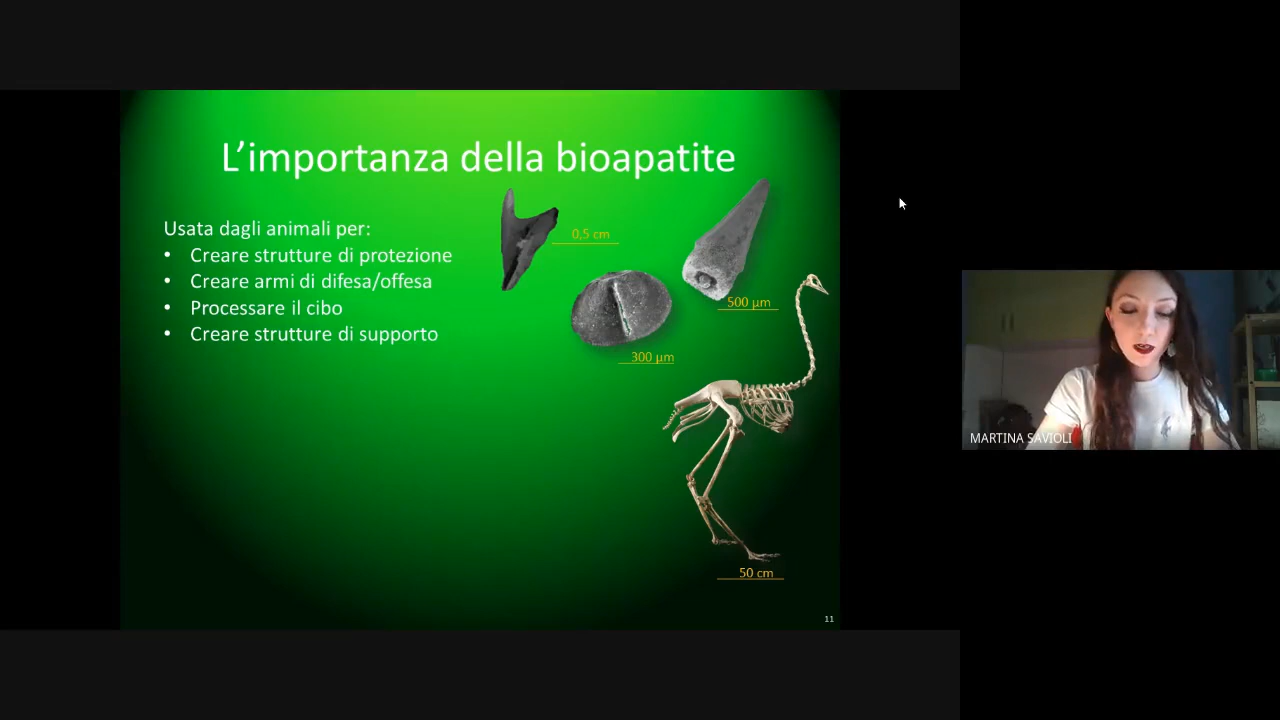 L'importanza della bioapatite
Usata dagli animali per:
• Creare strutture di protezione
• Creare armi di difesa/offesa
• Processare il cibo
• Creare strutture di supporto
0,5 cm
500 µm
300 µm
50 cm
11
MARTINA SAVIOLI